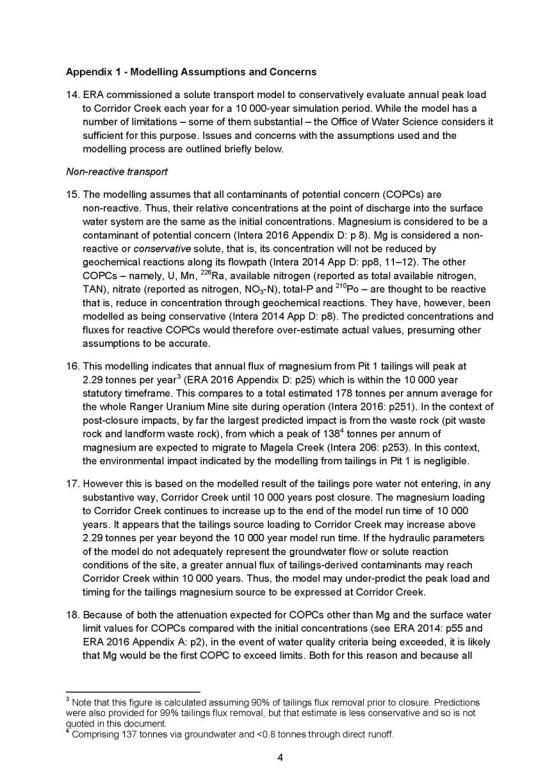 Appendix 1 - Modelling Assumptions and Concerns
14. ERA commissioned a solute transport model to conservatively evaluate annual peak load
to Corridor Creek each year for a 10 000-year simulation period. While the model has a
number of limitations – some of them substantial – the Office of Water Science considers it
sufficient for this purpose. Issues and concerns with the assumptions used and the
modelling process are outlined briefly below.
Non-reactive transport
15. The modelling assumes that all contaminants of potential concern (COPCs) are
non-reactive. Thus, their relative concentrations at the point of discharge into the surface
water system are the same as the initial concentrations. Magnesium is considered to be a
contaminant of potential concern (Intera 2016 Appendix D: p 8). Mg is considered a non-
reactive or conservative solute, that is, its concentration will not be reduced by
geochemical reactions along its flowpath (Intera 2014 App D: pp8, 11–12). The other
COPCs – namely, U, Mn, ²²⁶Ra, available nitrogen (reported as total available nitrogen,
TAN), nitrate (reported as nitrogen, NO₃-N), total-P and ²¹⁰Po – are thought to be reactive
that is, reduce in concentration through geochemical reactions. They have, however, been
modelled as being conservative (Intera 2014 App D: p8). The predicted concentrations and
fluxes for reactive COPCs would therefore over-estimate actual values, presuming other
assumptions to be accurate.
16. This modelling indicates that annual flux of magnesium from Pit 1 tailings will peak at
2.29 tonnes per year³ (ERA 2016 Appendix D: p25) which is within the 10 000 year
statutory timeframe. This compares to a total estimated 178 tonnes per annum average for
the whole Ranger Uranium Mine site during operation (Intera 2016: p251). In the context of
post-closure impacts, by far the largest predicted impact is from the waste rock (pit waste
rock and landform waste rock), from which a peak of 138⁴ tonnes per annum of
magnesium are expected to migrate to Magela Creek (Intera 206: p253). In this context,
the environmental impact indicated by the modelling from tailings in Pit 1 is negligible.
17. However this is based on the modelled result of the tailings pore water not entering, in any
substantive way, Corridor Creek until 10 000 years post closure. The magnesium loading
to Corridor Creek continues to increase up to the end of the model run time of 10 000
years. It appears that the tailings source loading to Corridor Creek may increase above
2.29 tonnes per year beyond the 10 000 year model run time. If the hydraulic parameters
of the model do not adequately represent the groundwater flow or solute reaction
conditions of the site, a greater annual flux of tailings-derived contaminants may reach
Corridor Creek within 10 000 years. Thus, the model may under-predict the peak load and
timing for the tailings magnesium source to be expressed at Corridor Creek.
18. Because of both the attenuation expected for COPCs other than Mg and the surface water
limit values for COPCs compared with the initial concentrations (see ERA 2014: p55 and
ERA 2016 Appendix A: p2), in the event of water quality criteria being exceeded, it is likely
that Mg would be the first COPC to exceed limits. Both for this reason and because all
³ Note that this figure is calculated assuming 90% of tailings flux removal prior to closure. Predictions
were also provided for 99% tailings flux removal, but that estimate is less conservative and so is not
quoted in this document.
⁴ Comprising 137 tonnes via groundwater and <0.8 tonnes through direct runoff.
4